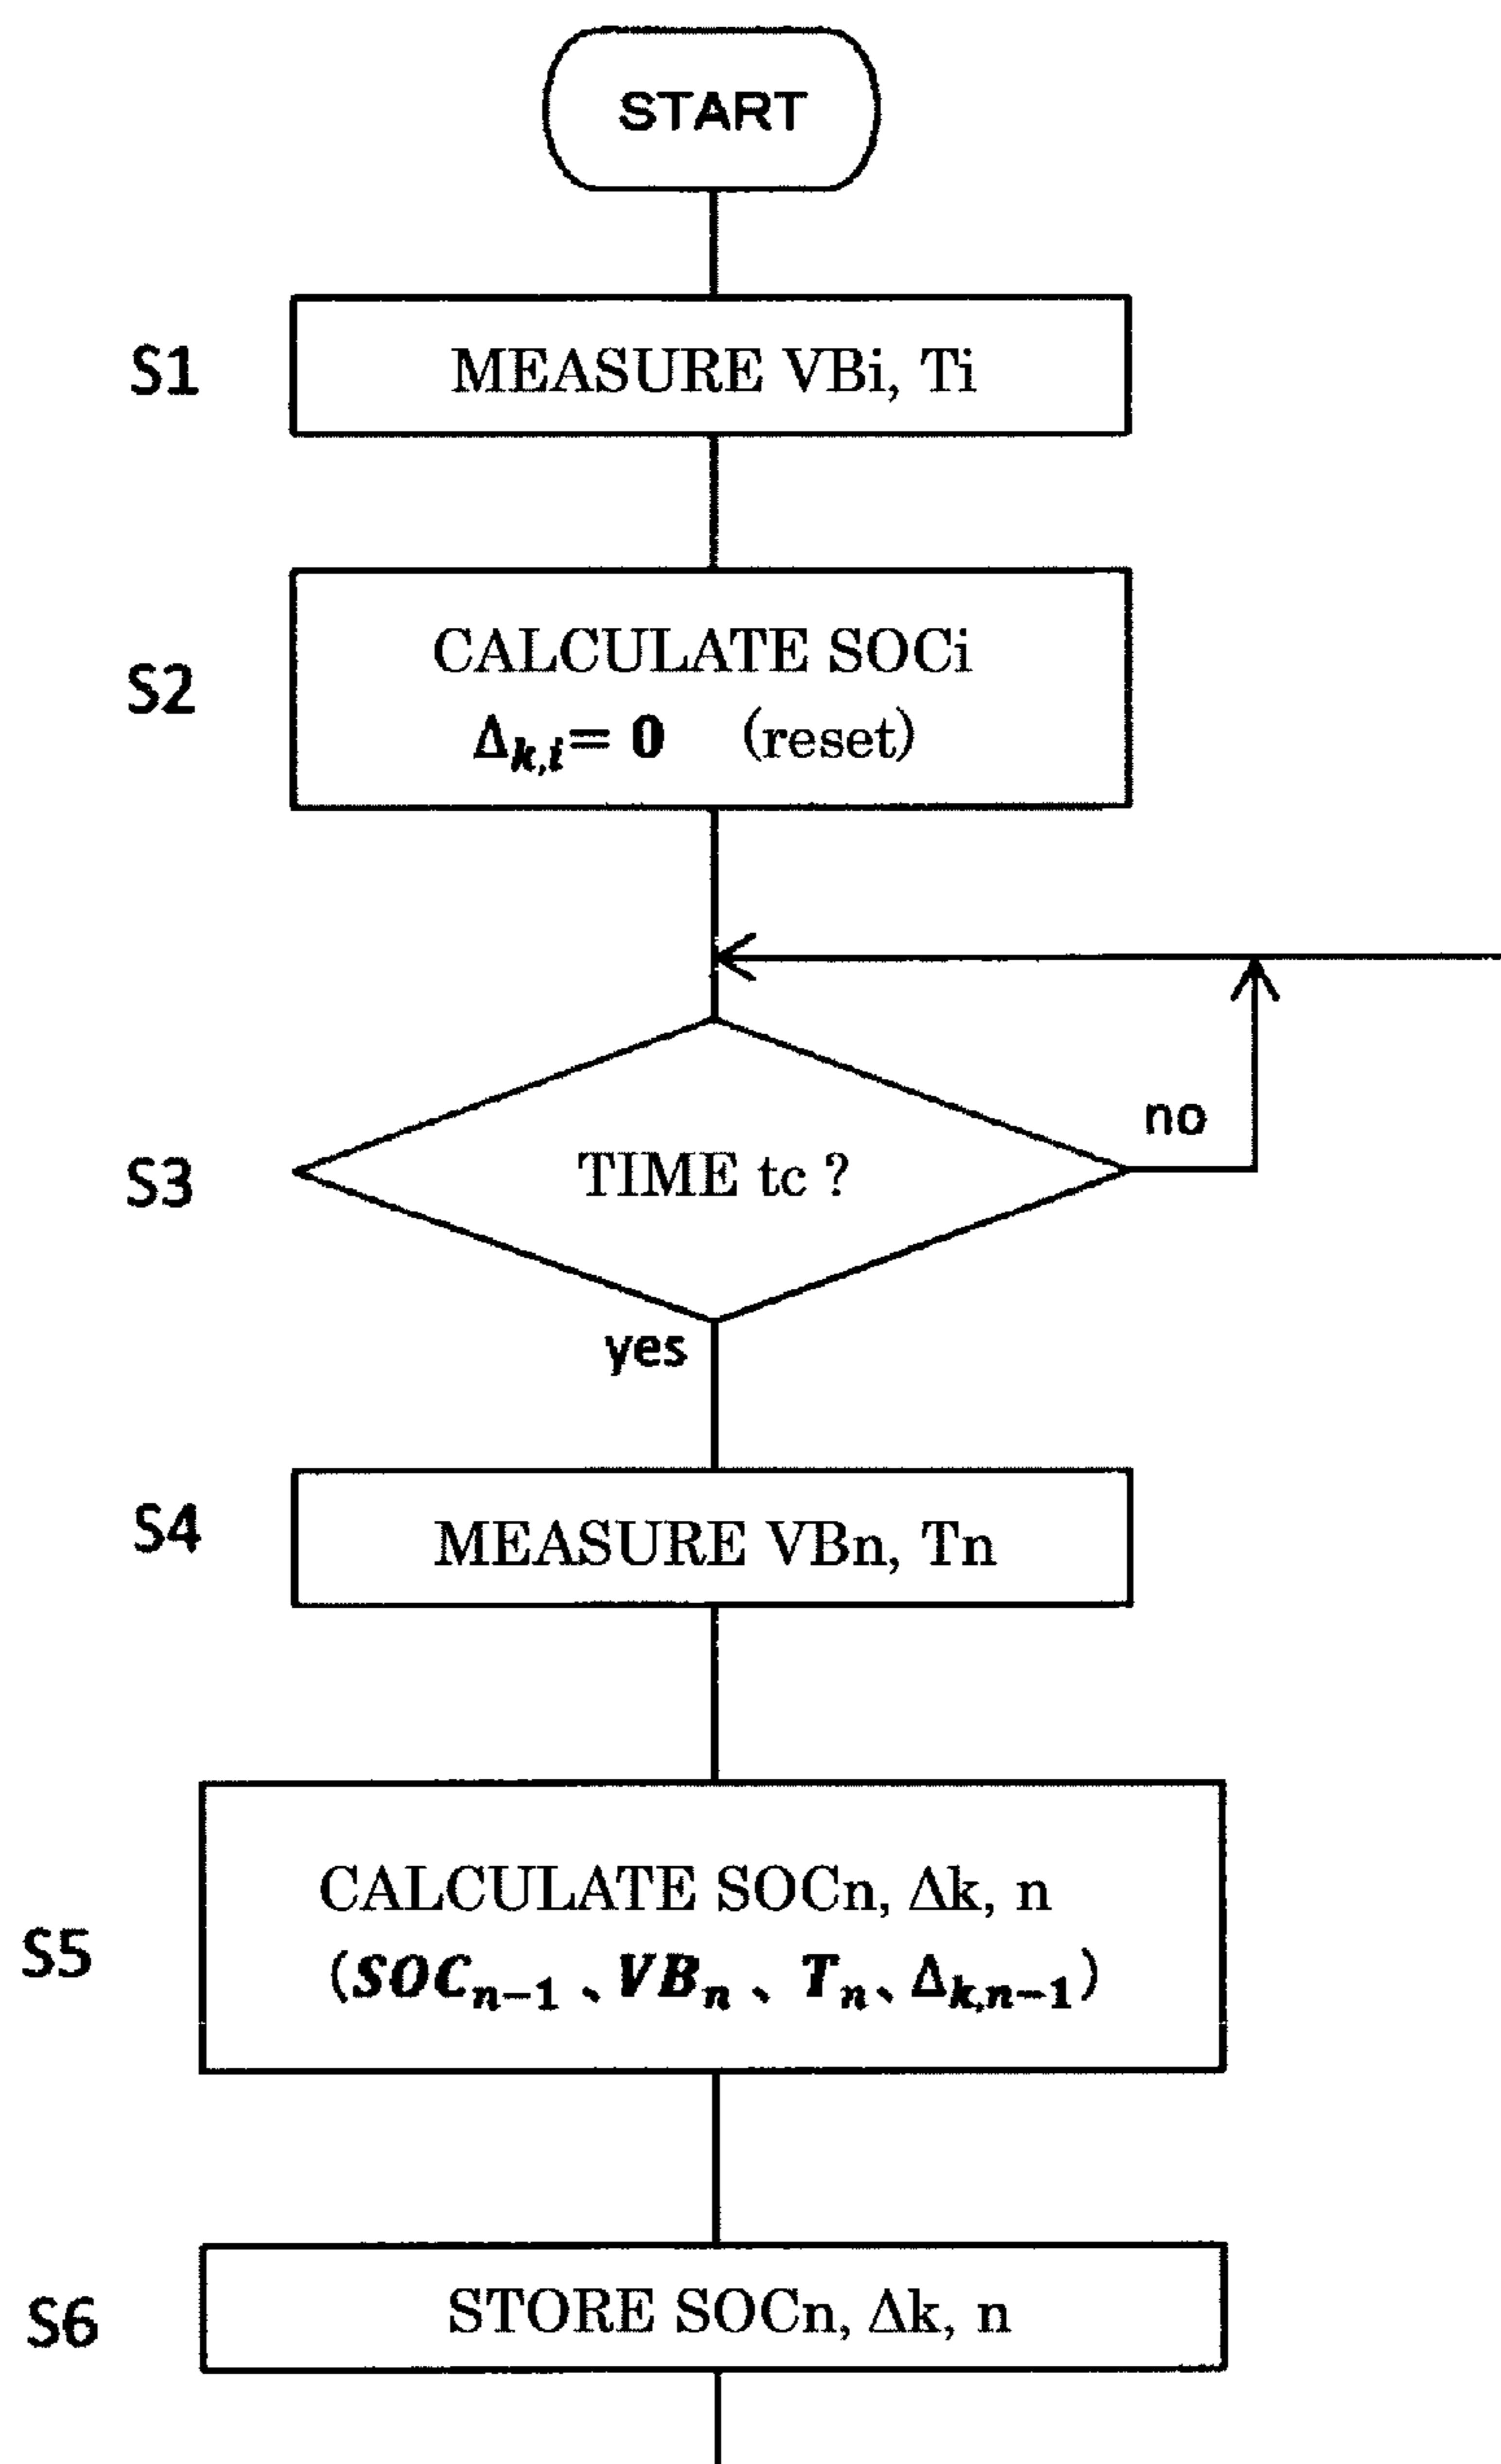 START
S1
MEASURE VBi, Ti
S2
CALCULATE SOCi
Δk,i= 0 (reset)
S3
TIME tc ?
no
yes
S4
MEASURE VBn, Tn
S5
CALCULATE SOCn, Δk, n
(SOCn−1 、VBn 、Tn、Δk,n−1)
S6
STORE SOCn, Δk, n